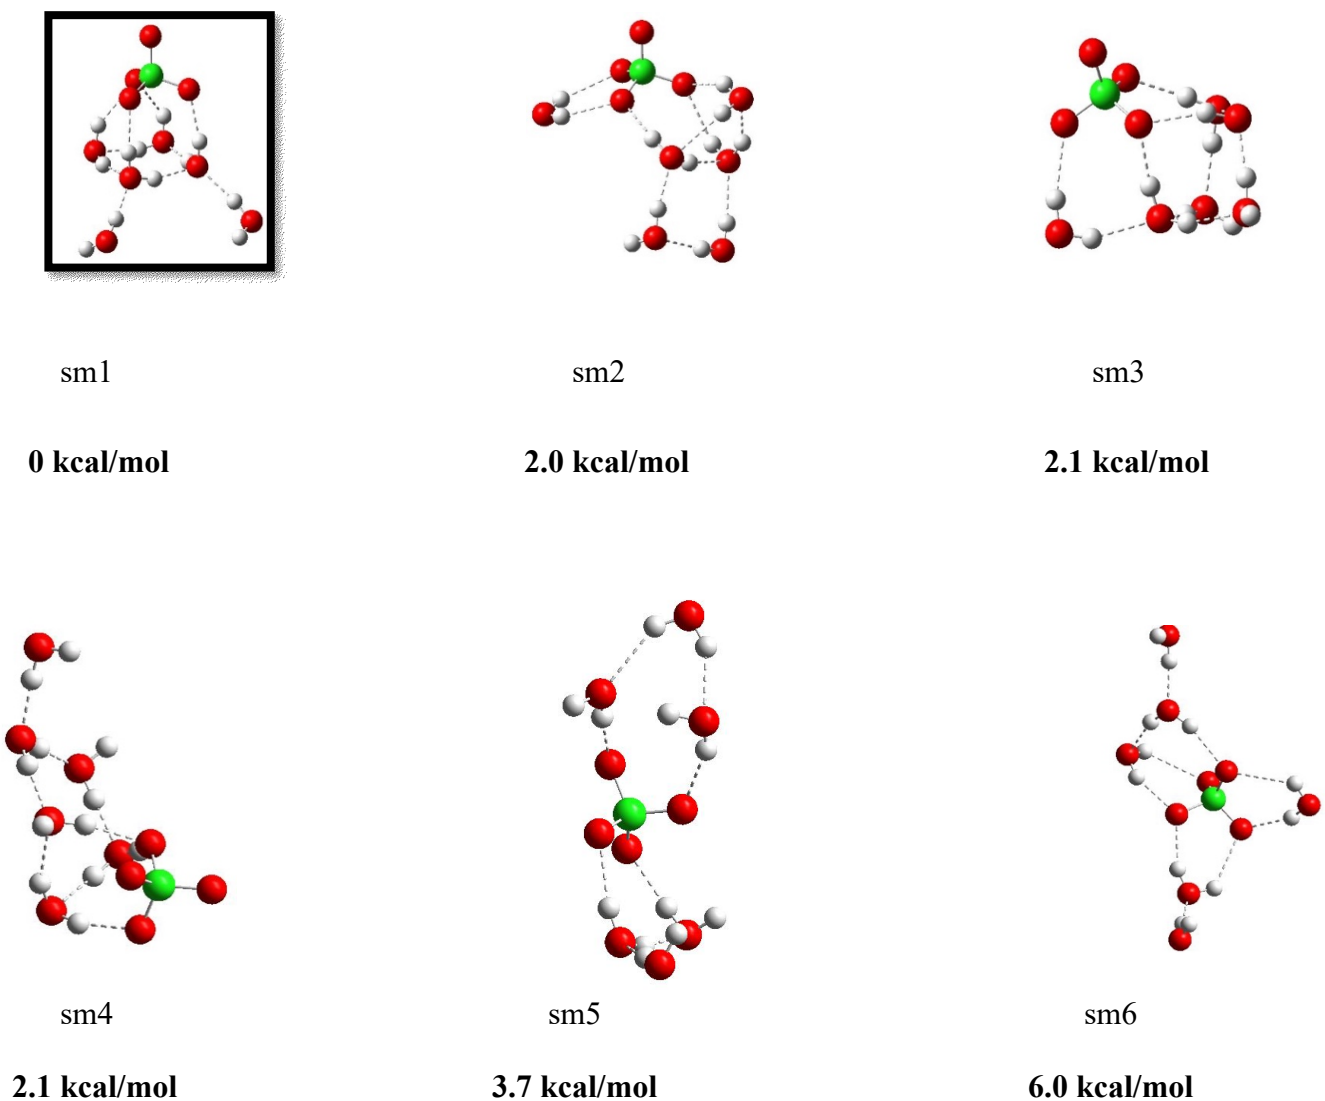 sm1 sm2 sm3
0 kcal/mol 2.0 kcal/mol 2.1 kcal/mol
sm4 sm5 sm6
2.1 kcal/mol 3.7 kcal/mol 6.0 kcal/mol